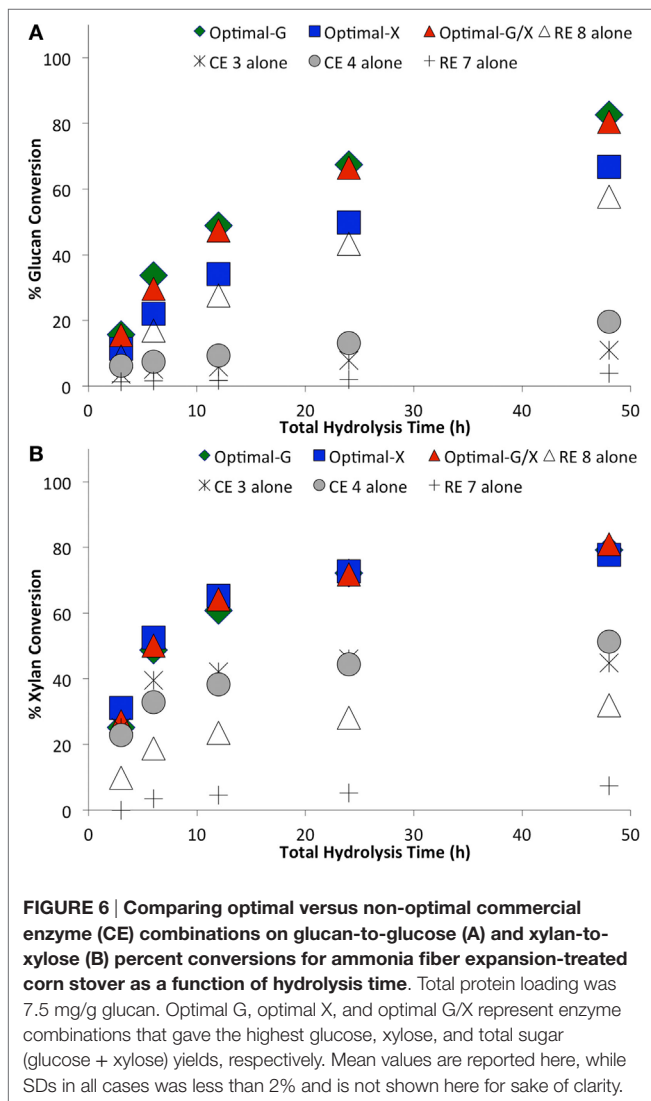 A
Optimal-G Optimal-X Optimal-G/X RE 8 alone
CE 3 alone CE 4 alone RE 7 alone
100
80
60
40
20
0
% Glucan Conversion
0 10 20 30 40 50
Total Hydrolysis Time (h)
B
Optimal-G Optimal-X Optimal-G/X RE 8 alone
CE 3 alone CE 4 alone RE 7 alone
100
80
60
40
20
0
% Xylan Conversion
0 10 20 30 40 50
Total Hydrolysis Time (h)
FIGURE 6 | Comparing optimal versus non-optimal commercial
enzyme (CE) combinations on glucan-to-glucose (A) and xylan-to-
xylose (B) percent conversions for ammonia fiber expansion-treated
corn stover as a function of hydrolysis time. Total protein loading was
7.5 mg/g glucan. Optimal G, optimal X, and optimal G/X represent enzyme
combinations that gave the highest glucose, xylose, and total sugar
(glucose + xylose) yields, respectively. Mean values are reported here, while
SDs in all cases was less than 2% and is not shown here for sake of clarity.